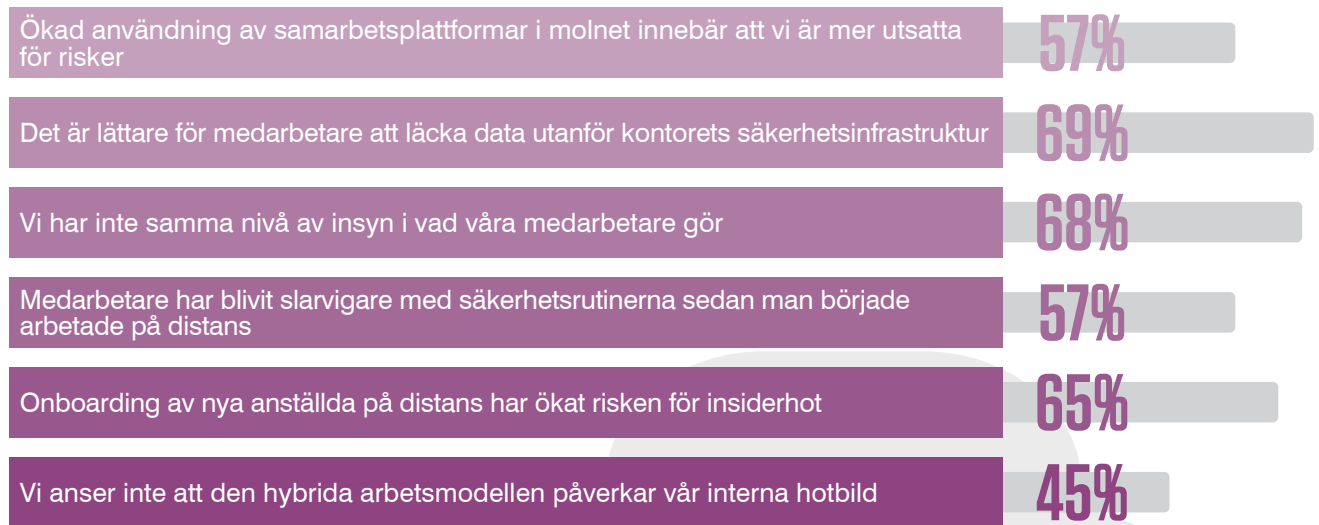 Ökad användning av samarbetsplattformar i molnet innebär att vi är mer utsatta
för risker
57%
Det är lättare för medarbetare att läcka data utanför kontorets säkerhetsinfrastruktur
69%
Vi har inte samma nivå av insyn i vad våra medarbetare gör
68%
Medarbetare har blivit slarvigare med säkerhetsrutinerna sedan man började
arbetade på distans
57%
Onboarding av nya anställda på distans har ökat risken för insiderhot
65%
Vi anser inte att den hybrida arbetsmodellen påverkar vår interna hotbild
45%